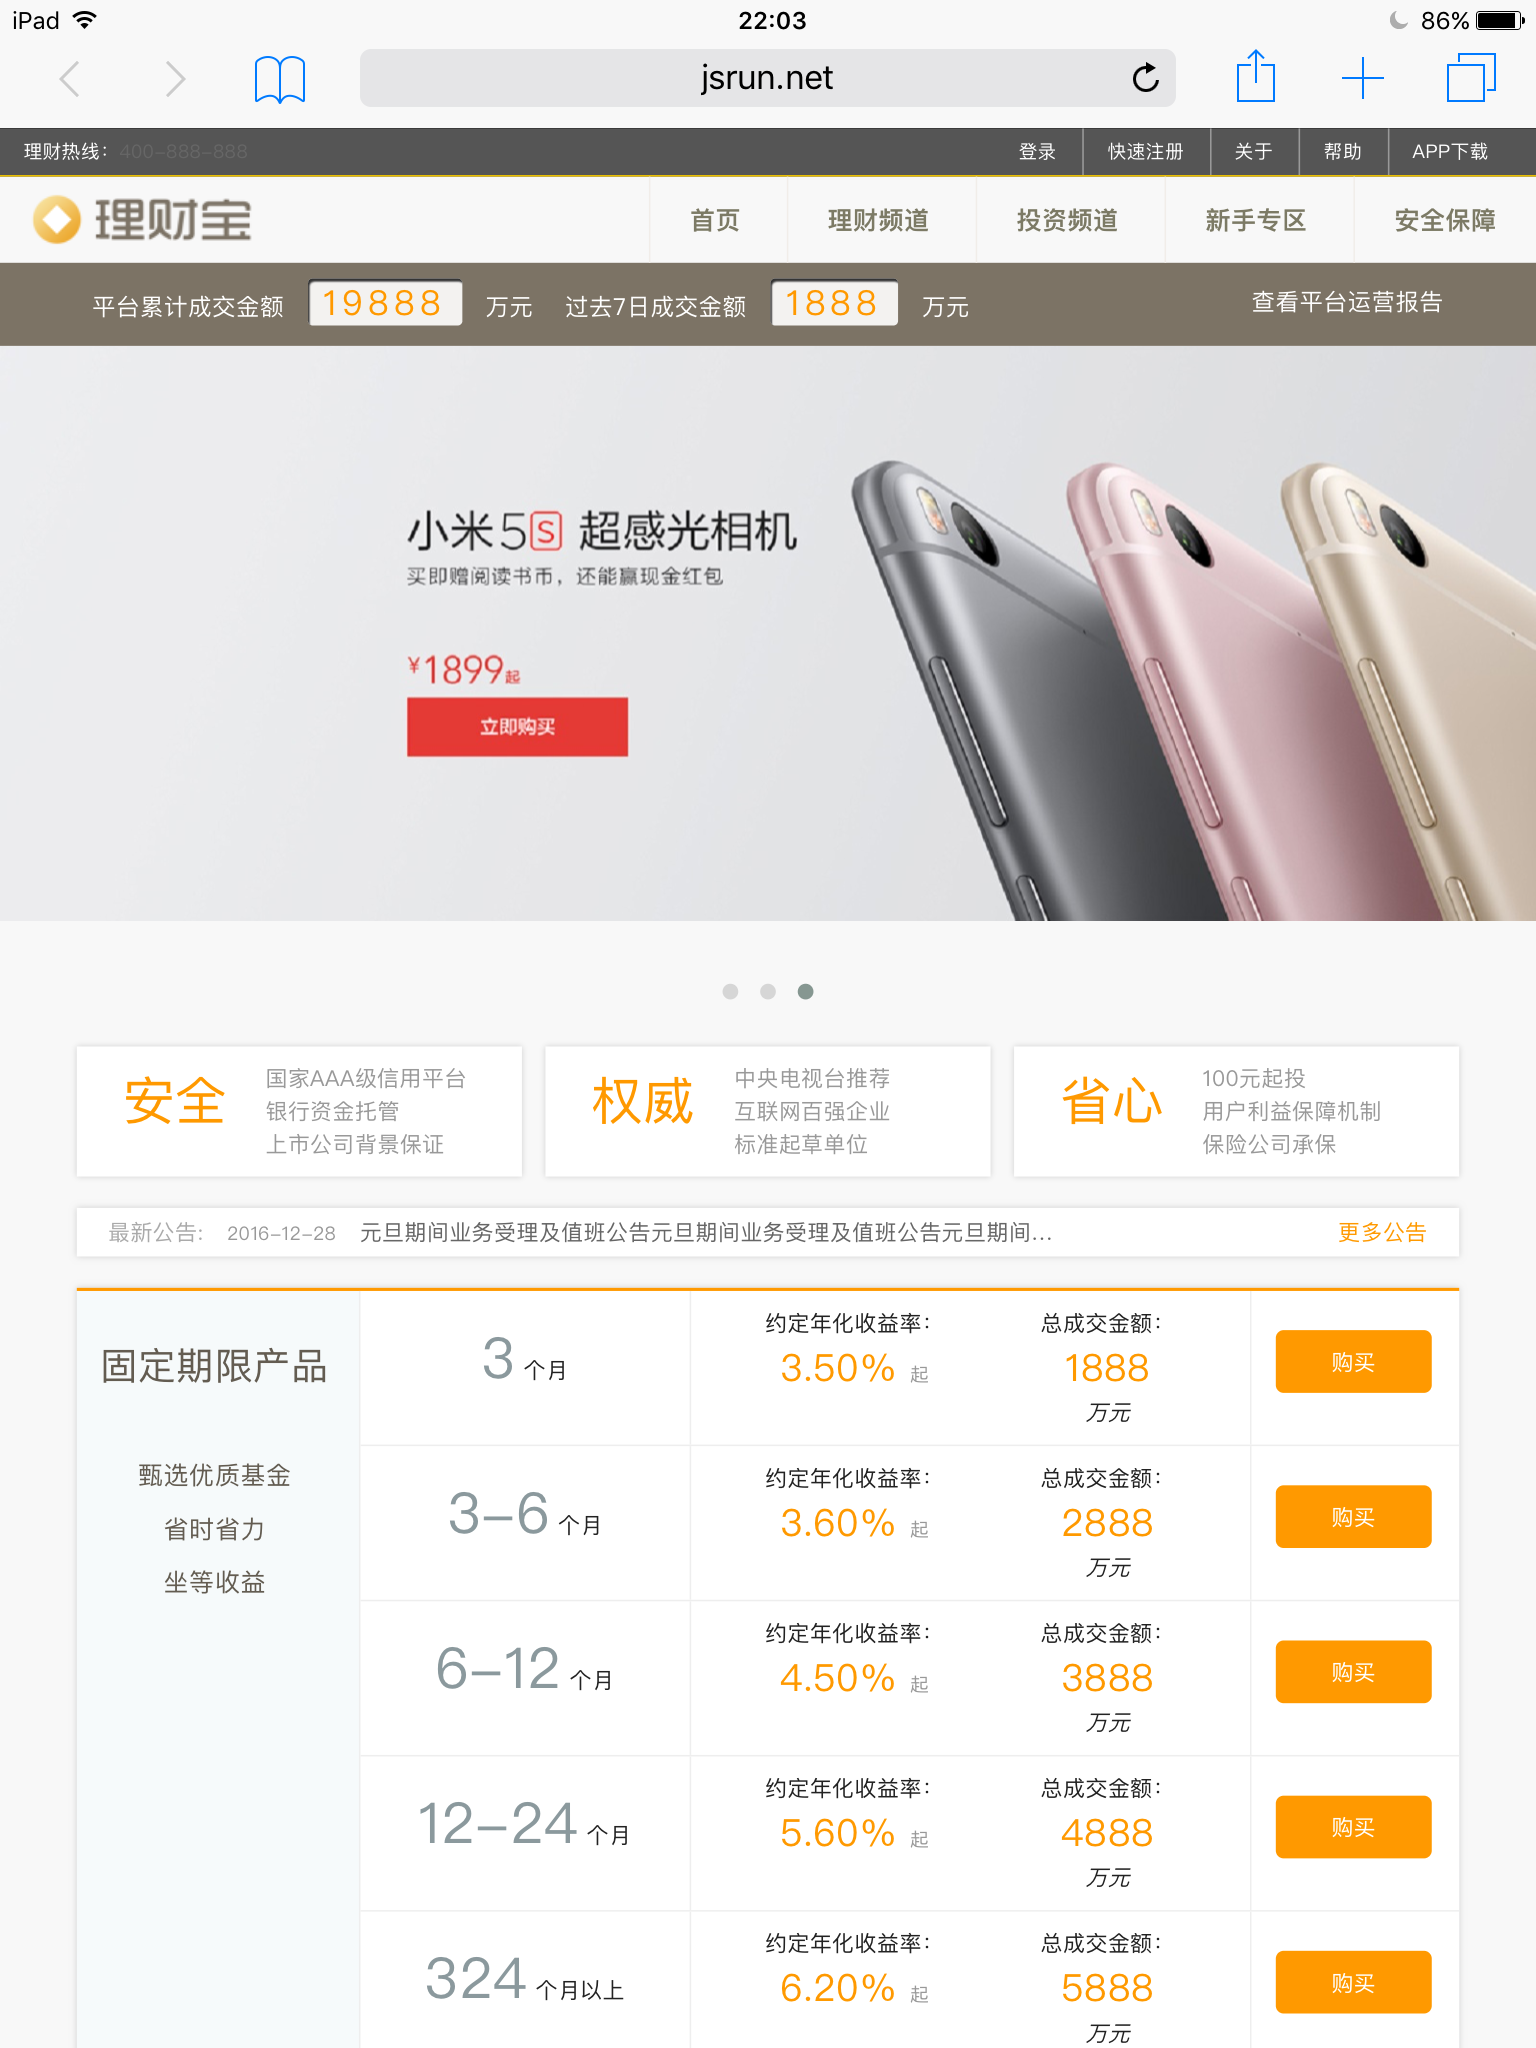 iPad 22:03 86%
jsrun.net
理财热线：400-888-888 登录 快速注册 关于 帮助 APP下载
理财宝 首页 理财频道 投资频道 新手专区 安全保障
平台累计成交金额 19888 万元 过去7日成交金额 1888 万元 查看平台运营报告
小米5S 超感光相机
买即赠阅读书币，还能赢现金红包
¥1899起
立即购买
安全
国家AAA级信用平台
银行资金托管
上市公司背景保证
权威
中央电视台推荐
互联网百强企业
标准起草单位
省心
100元起投
用户利益保障机制
保险公司承保
最新公告: 2016-12-28 元旦期间业务受理及值班公告元旦期间业务受理及值班公告元旦期间... 更多公告
固定期限产品
甄选优质基金
省时省力
坐等收益
3 个月
约定年化收益率：
3.50% 起
总成交金额：
1888
万元
购买
3-6 个月
约定年化收益率：
3.60% 起
总成交金额：
2888
万元
购买
6-12 个月
约定年化收益率：
4.50% 起
总成交金额：
3888
万元
购买
12-24 个月
约定年化收益率：
5.60% 起
总成交金额：
4888
万元
购买
324 个月以上
约定年化收益率：
6.20% 起
总成交金额：
5888
万元
购买